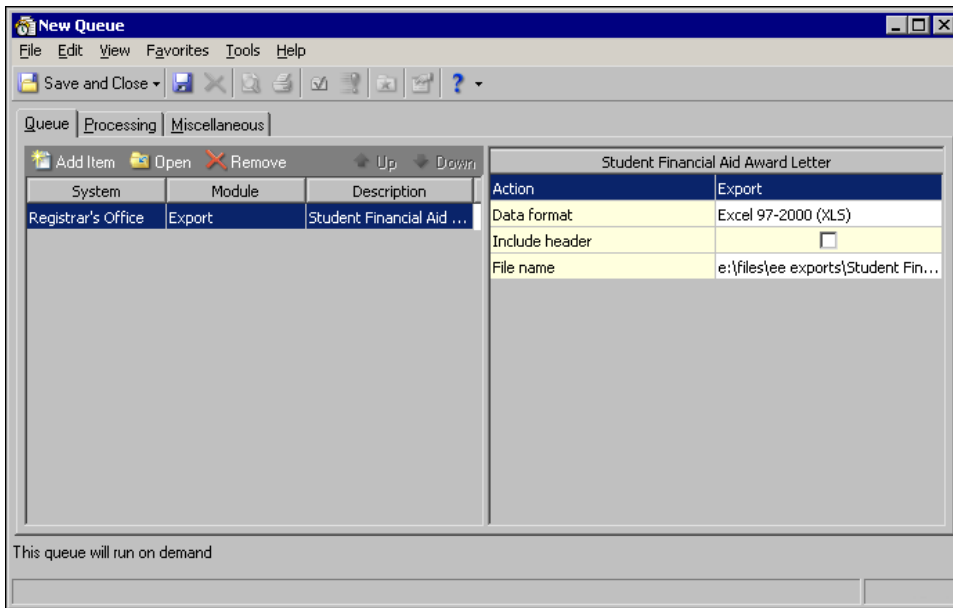 New Queue
File Edit View Favorites Tools Help
Save and Close
Queue Processing Miscellaneous
Add Item Open Remove Up Down
Student Financial Aid Award Letter
System Module Description
Action Export
Registrar's Office Export Student Financial Aid ...
Data format Excel 97-2000 (XLS)
Include header
File name e:\files\ee exports\Student Fin...
This queue will run on demand